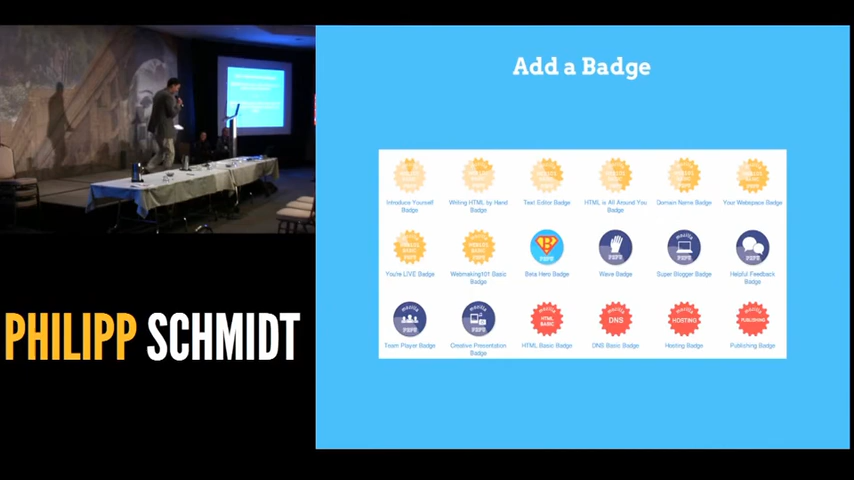 Add a Badge
Introduce Yourself Badge
Writing HTML by Hand Badge
Text Editor Badge
HTML is All Around You Badge
Domain Name Badge
Your Webspace Badge
You're LIVE Badge
Webmaking101 Basic Badge
Beta Hero Badge
Wave Badge
Super Blogger Badge
Helpful Feedback Badge
Team Player Badge
Creative Presentation Badge
HTML BASIC
HTML Basic Badge
DNS
DNS Basic Badge
HOSTING
Hosting Badge
PUBLISHING
Publishing Badge
PHILIPP SCHMIDT